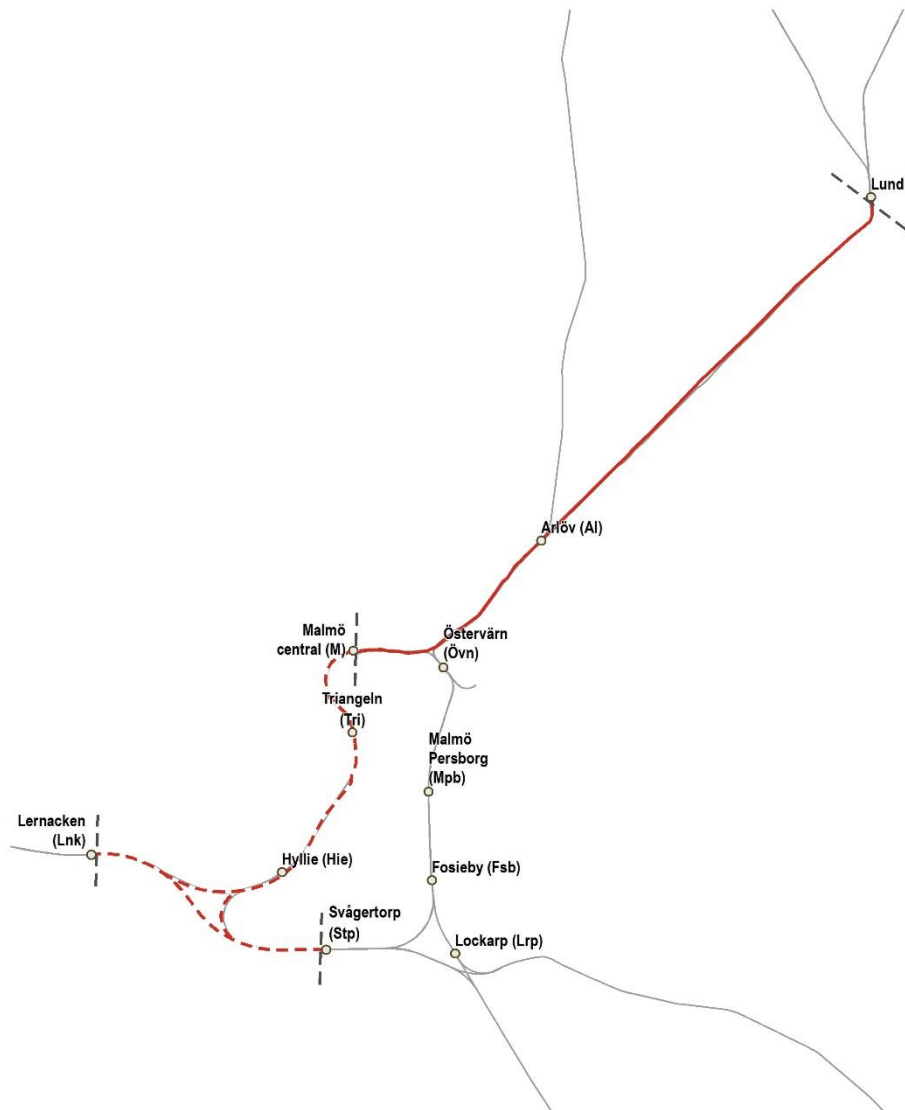 Lund
Arlöv (Al)
Malmö
central (M)
Östervärn
(Övn)
Triangeln
(Tri)
Malmö
Persborg
(Mpb)
Lernacken
(Lnk)
Hyllie (Hie)
Fosieby (Fsb)
Svågertorp
(Stp)
Lockarp (Lrp)